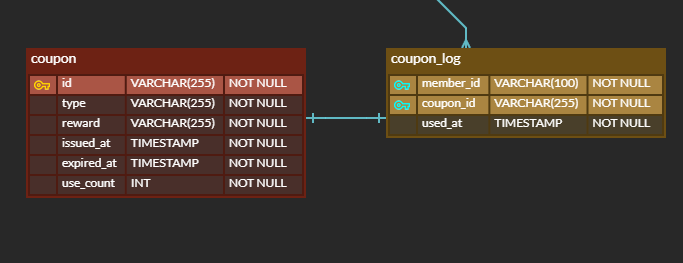 coupon
id VARCHAR(255) NOT NULL
type VARCHAR(255) NOT NULL
reward VARCHAR(255) NOT NULL
issued_at TIMESTAMP NOT NULL
expired_at TIMESTAMP NOT NULL
use_count INT NOT NULL
coupon_log
member_id VARCHAR(100) NOT NULL
coupon_id VARCHAR(255) NOT NULL
used_at TIMESTAMP NOT NULL